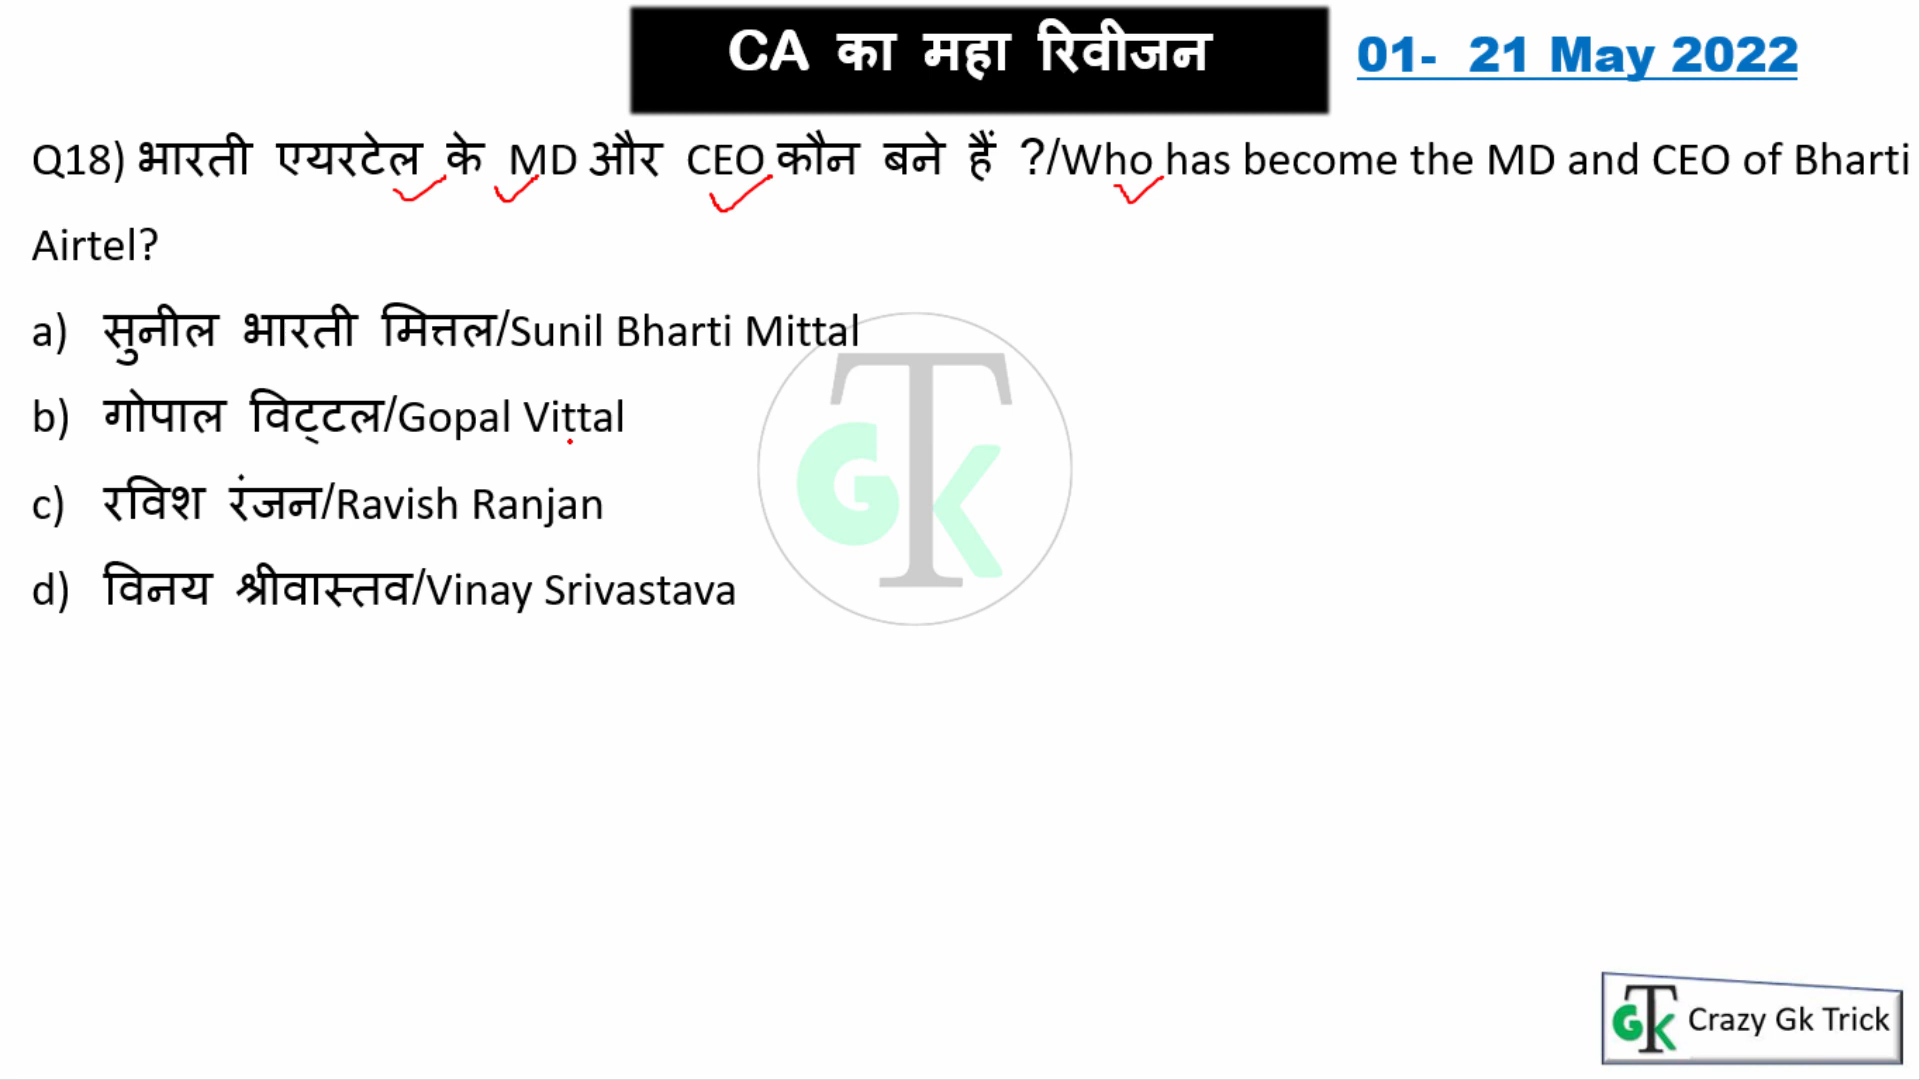 CA का महा रिवीजन
01- 21 May 2022
Q18) भारती एयरटेल के MD और CEO कौन बने हैं ?/Who has become the MD and CEO of Bharti
Airtel?
a) सुनील भारती मित्तल/Sunil Bharti Mittal
b) गोपाल विट्टल/Gopal Vittal
c) रविश रंजन/Ravish Ranjan
d) विनय श्रीवास्तव/Vinay Srivastava
GTK
GTK Crazy Gk Trick